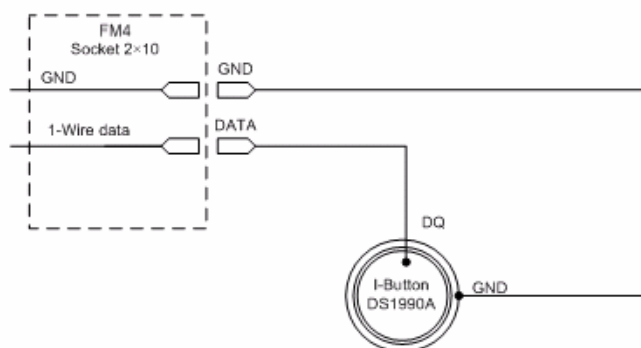 FM4
Socket 2×10
GND
GND
1-Wire data
DATA
DQ
I-Button
DS1990A
GND